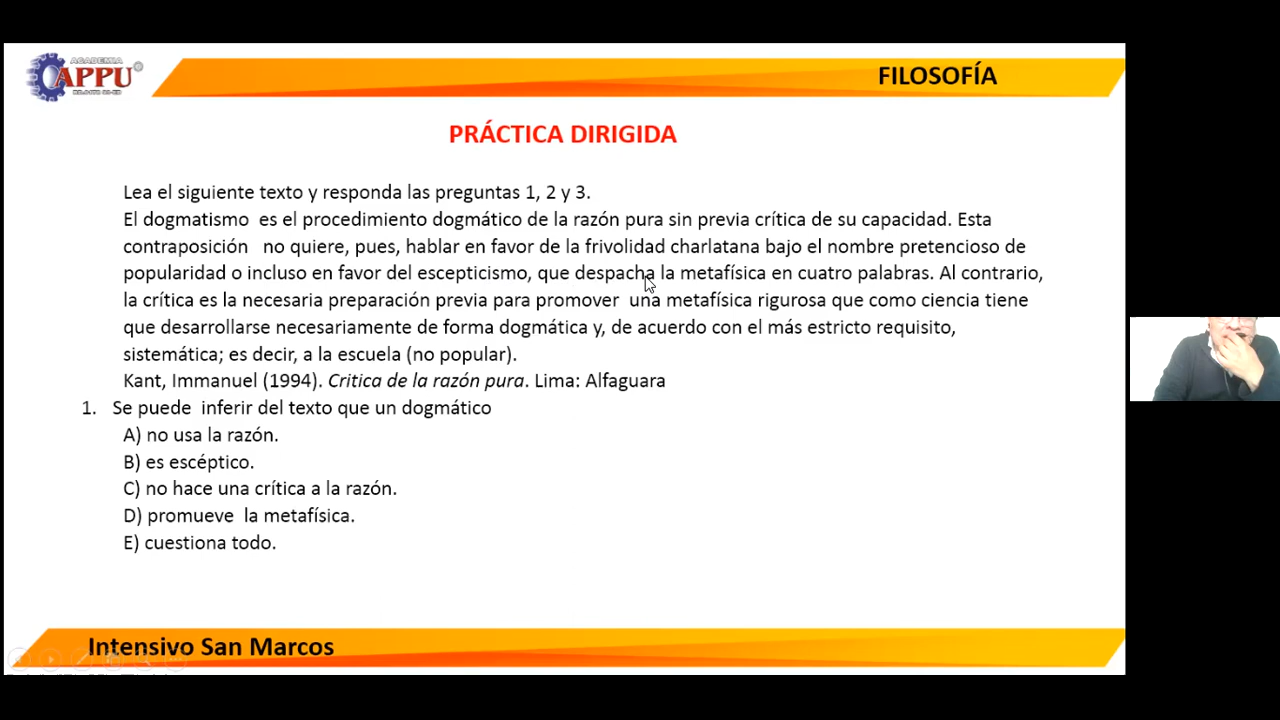 ACADEMIA
APPU
FILOSOFÍA
PRÁCTICA DIRIGIDA
Lea el siguiente texto y responda las preguntas 1, 2 y 3.
El dogmatismo es el procedimiento dogmático de la razón pura sin previa crítica de su capacidad. Esta
contraposición no quiere, pues, hablar en favor de la frivolidad charlatana bajo el nombre pretencioso de
popularidad o incluso en favor del escepticismo, que despacha la metafísica en cuatro palabras. Al contrario,
la crítica es la necesaria preparación previa para promover una metafísica rigurosa que como ciencia tiene
que desarrollarse necesariamente de forma dogmática y, de acuerdo con el más estricto requisito,
sistemática; es decir, a la escuela (no popular).
Kant, Immanuel (1994). Critica de la razón pura. Lima: Alfaguara
1. Se puede inferir del texto que un dogmático
A) no usa la razón.
B) es escéptico.
C) no hace una crítica a la razón.
D) promueve la metafísica.
E) cuestiona todo.
Intensivo San Marcos